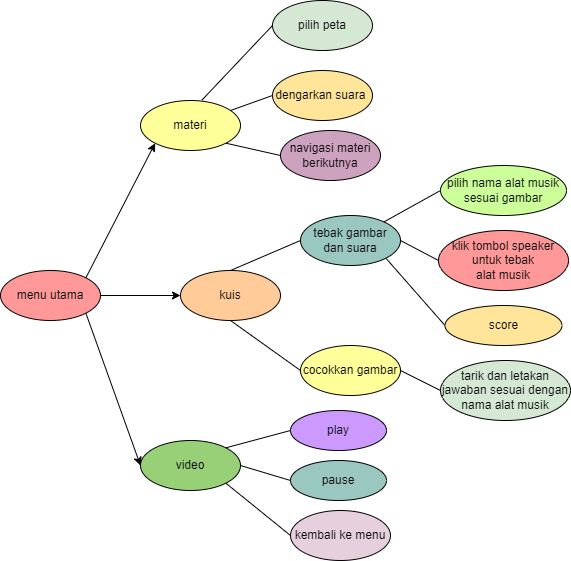 pilih peta
dengarkan suara
materi
navigasi materi
berikutnya
pilih nama alat musik
sesuai gambar
tebak gambar
dan suara
klik tombol speaker
untuk tebak
alat musik
menu utama
kuis
score
cocokkan gambar
tarik dan letakan
jawaban sesuai dengan
nama alat musik
play
video
pause
kembali ke menu